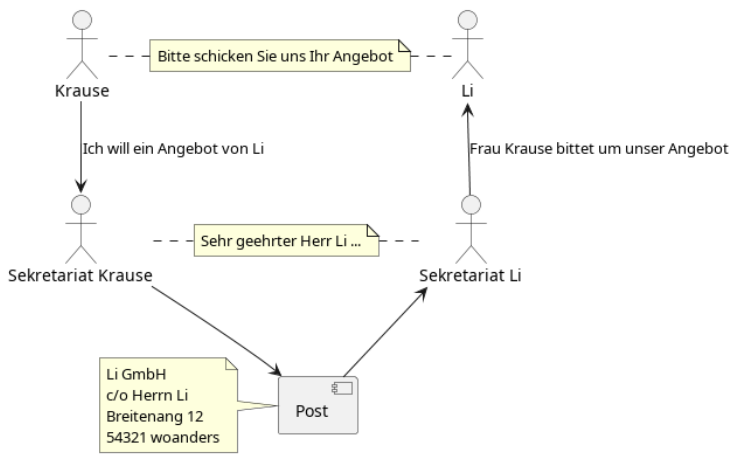 Bitte schicken Sie uns Ihr Angebot
Krause
Li
Ich will ein Angebot von Li
Frau Krause bittet um unser Angebot
Sehr geehrter Herr Li ...
Sekretariat Krause
Sekretariat Li
Li GmbH
c/o Herrn Li
Breitenang 12
54321 woanders
Post